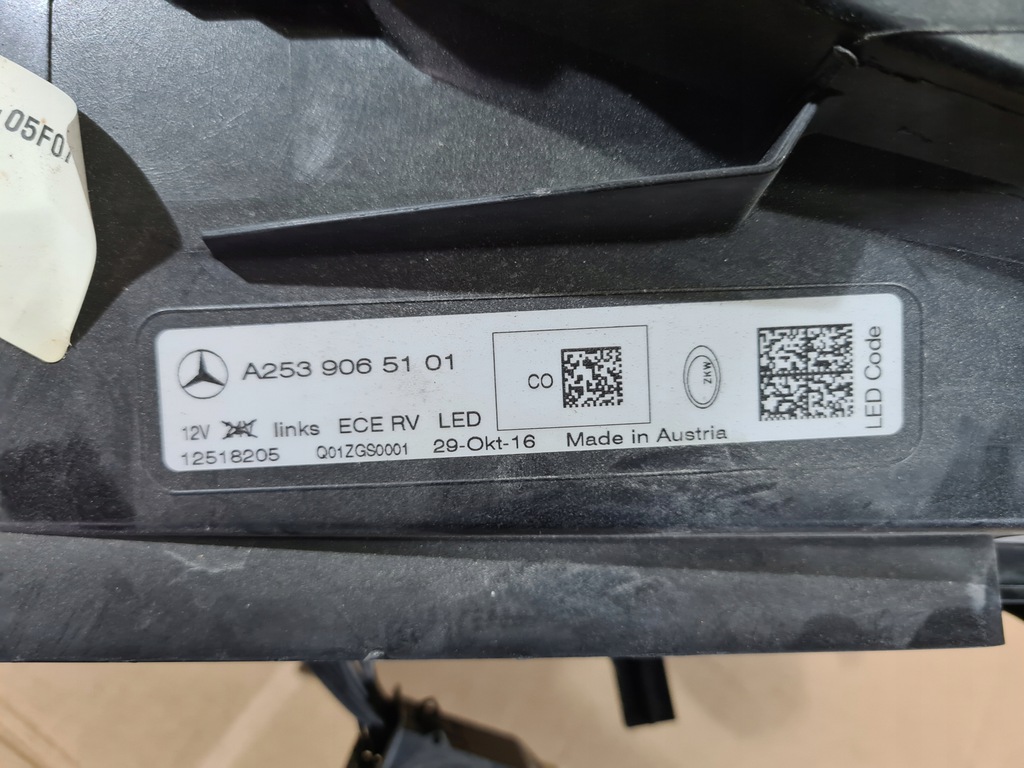 05F01
A253 906 51 01
CO
ZKW
LED Code
12V 24V links ECE RV LED
12518205 Q01ZGS0001 29-Okt-16 Made in Austria